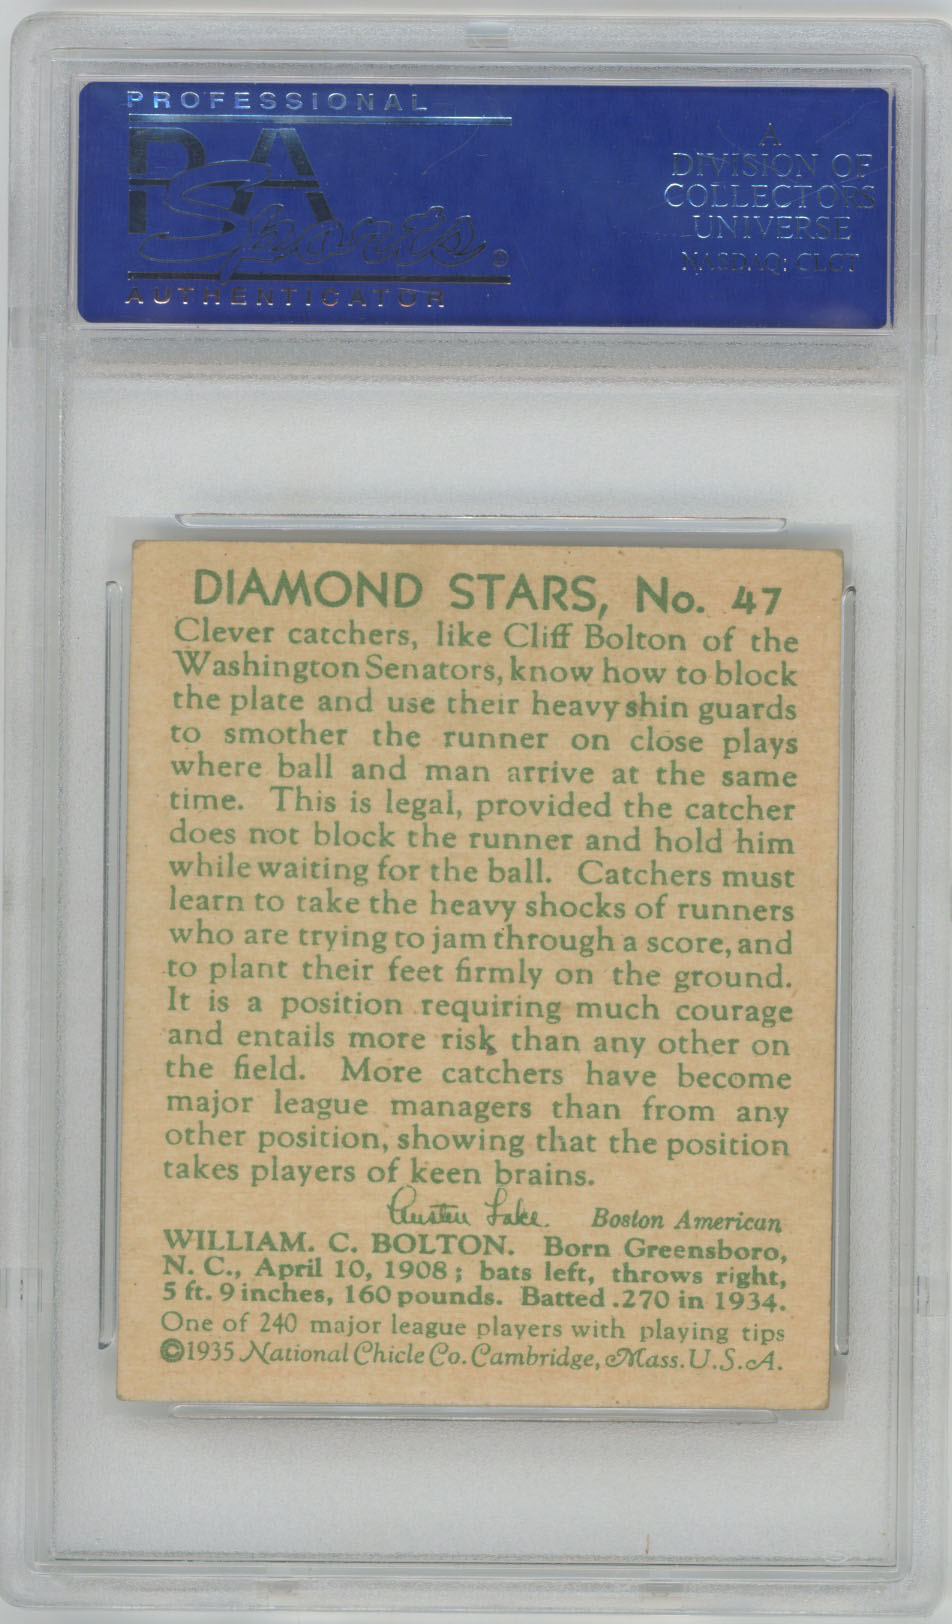 PROFESSIONAL
PSA
Sports ®
AUTHENTICATOR
A
DIVISION OF
COLLECTORS
UNIVERSE
NASDAQ: CLCT
DIAMOND STARS, No. 47
Clever catchers, like Cliff Bolton of the
Washington Senators, know how to block
the plate and use their heavy shin guards
to smother the runner on close plays
where ball and man arrive at the same
time. This is legal, provided the catcher
does not block the runner and hold him
while waiting for the ball. Catchers must
learn to take the heavy shocks of runners
who are trying to jam through a score, and
to plant their feet firmly on the ground.
It is a position requiring much courage
and entails more risk than any other on
the field. More catchers have become
major league managers than from any
other position, showing that the position
takes players of keen brains.
Austen Lake. Boston American
WILLIAM. C. BOLTON. Born Greensboro,
N. C., April 10, 1908; bats left, throws right,
5 ft. 9 inches, 160 pounds. Batted .270 in 1934.
One of 240 major league players with playing tips
©1935 National Chicle Co. Cambridge, Mass. U.S.A.